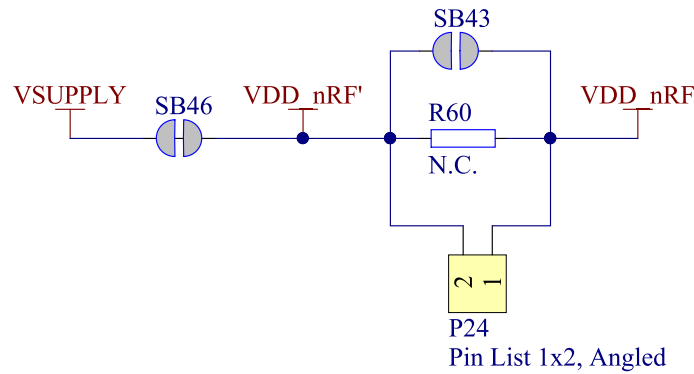 SB43
VSUPPLY
SB46
VDD_nRF'
R60
VDD_nRF
N.C.
2
1
P24
Pin List 1x2, Angled